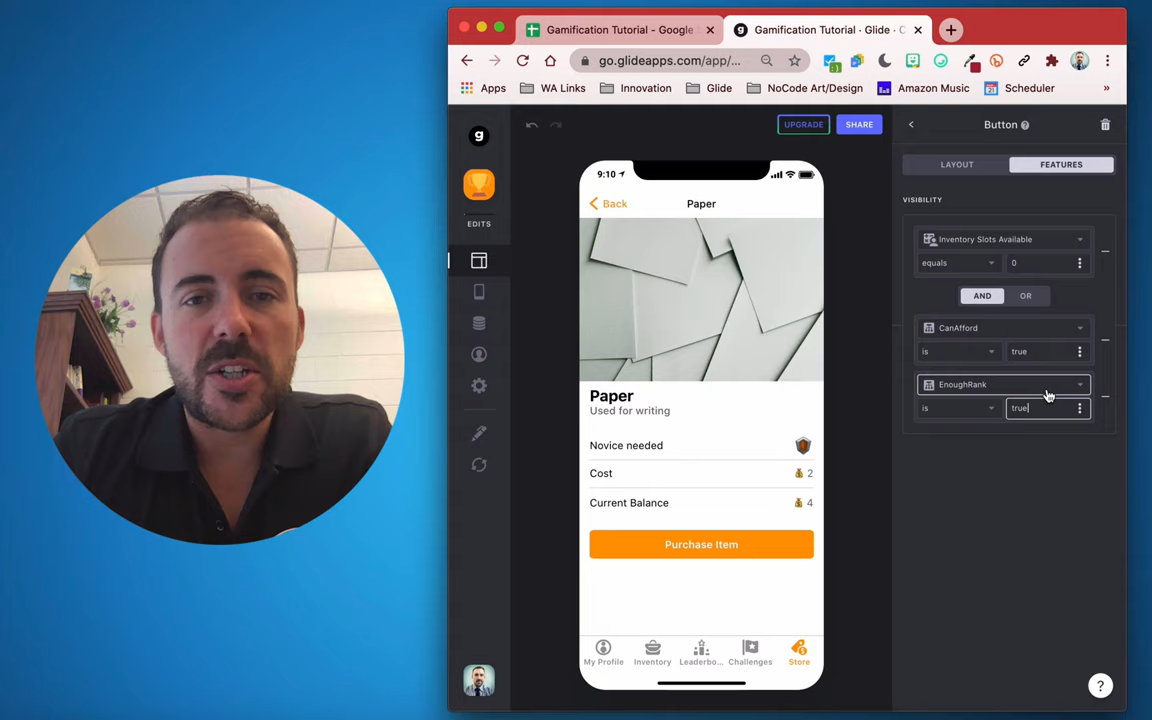 Gamification Tutorial - Google
Gamification Tutorial · Glide · C
go.glideapps.com/app/...
Apps
WA Links
Innovation
Glide
NoCode Art/Design
Amazon Music
Scheduler
»
g
EDITS
UPGRADE
SHARE
Button
LAYOUT
FEATURES
VISIBILITY
Inventory Slots Available
equals
0
AND
OR
CanAfford
is
true
EnoughRank
is
true
9:10
Back
Paper
Paper
Used for writing
Novice needed
Cost
2
Current Balance
4
Purchase Item
My Profile
Inventory
Leaderbo...
Challenges
Store
?